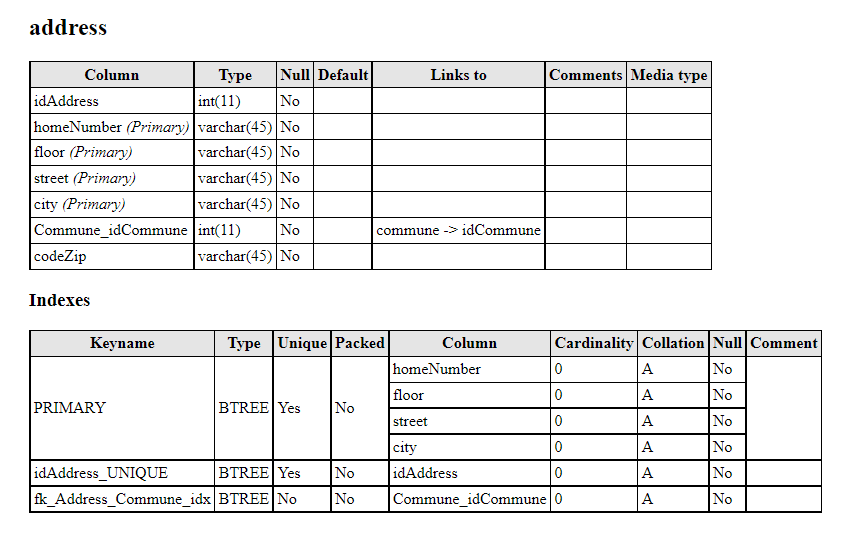 address
Column Type Null Default Links to Comments Media type
idAddress int(11) No
homeNumber (Primary) varchar(45) No
floor (Primary) varchar(45) No
street (Primary) varchar(45) No
city (Primary) varchar(45) No
Commune_idCommune int(11) No commune -> idCommune
codeZip varchar(45) No
Indexes
Keyname Type Unique Packed Column Cardinality Collation Null Comment
PRIMARY BTREE Yes No homeNumber 0 A No
floor 0 A No
street 0 A No
city 0 A No
idAddress_UNIQUE BTREE Yes No idAddress 0 A No
fk_Address_Commune_idx BTREE No No Commune_idCommune 0 A No